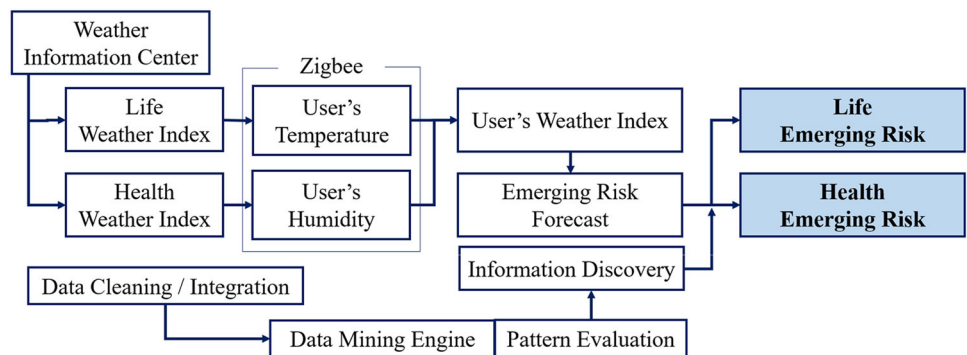 Weather
Information Center
Zigbee
Life
Weather Index
User's
Temperature
User's Weather Index
Life
Emerging Risk
Health
Weather Index
User's
Humidity
Emerging Risk
Forecast
Health
Emerging Risk
Information Discovery
Data Cleaning / Integration
Data Mining Engine
Pattern Evaluation